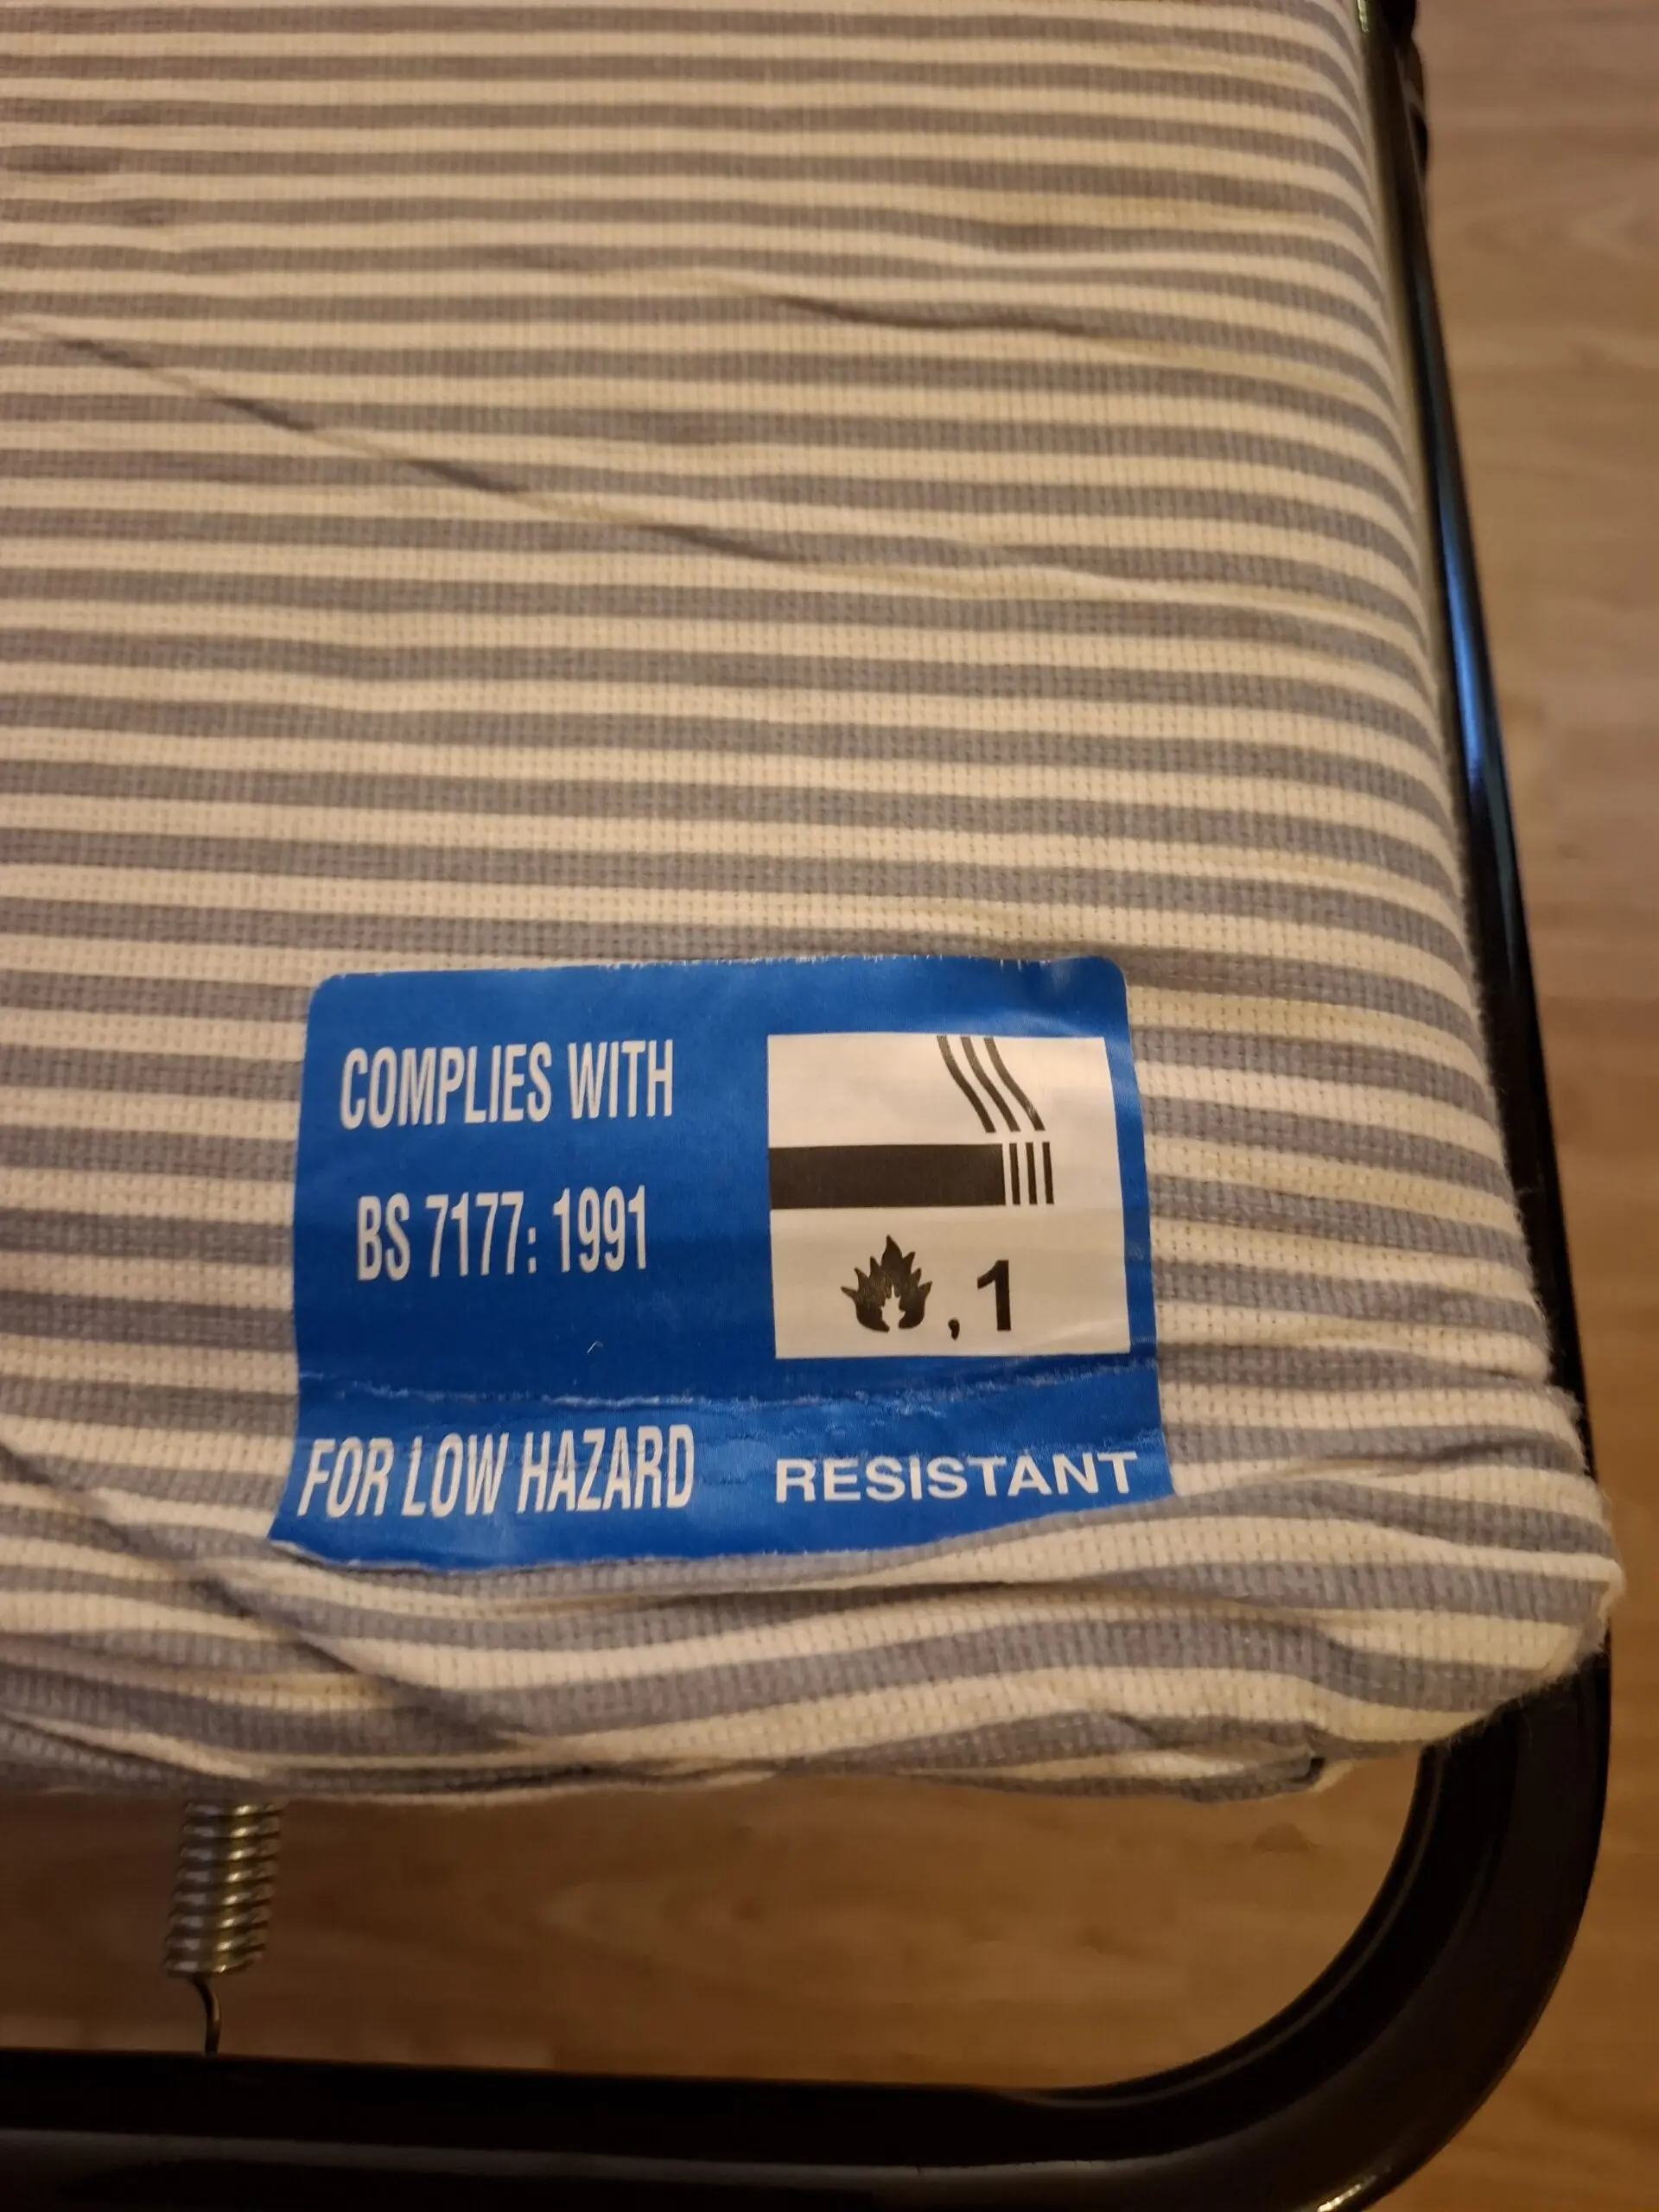 COMPLIES WITH
BS 7177: 1991
, 1
FOR LOW HAZARD
RESISTANT